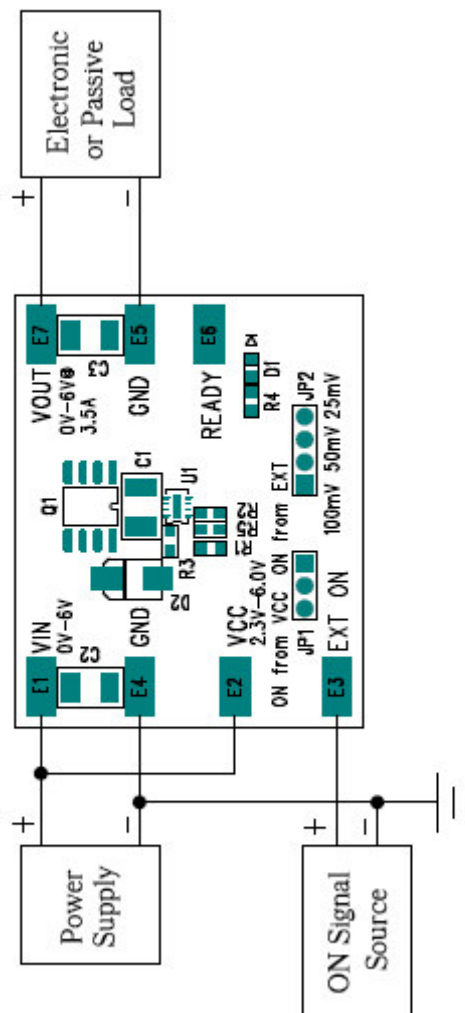 Power
Supply
+
-
ON Signal
Source
+
-
E1
VIN
0V-6V
C2
E4
GND
E2
VCC
2.3V-6.0V
E3
EXT ON
Q1
C1
D2
U1
R3
R1
R5
R2
ON from VCC ON from EXT
JP1
JP2
100mV 50mV 25mV
R4
D1
E7
VOUT
0V-6V@
3.5A
C3
E5
GND
E6
READY
+
-
Electronic
or Passive
Load